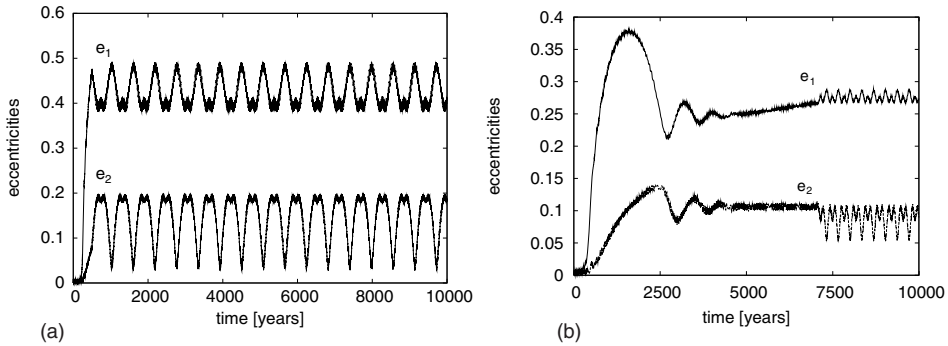 0.6
0.5
0.4
0.3
0.2
0.1
0
eccentricities
e1
e2
0 2000 4000 6000 8000 10000
time [years]
(a)
0.4
0.35
0.3
0.25
0.2
0.15
0.1
0.05
0
eccentricities
e1
e2
0 2500 5000 7500 10000
time [years]
(b)